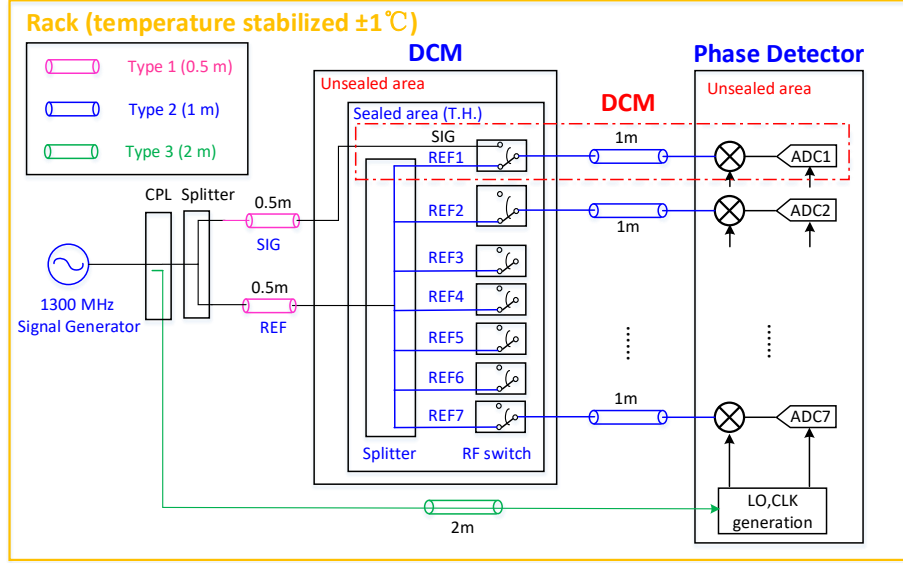 Rack (temperature stabilized ±1℃)
Type 1 (0.5 m)
Type 2 (1 m)
Type 3 (2 m)
DCM
Phase Detector
Unsealed area
Sealed area (T.H.)
DCM
Unsealed area
SIG
REF1
1m
ADC1
REF2
1m
ADC2
CPL
Splitter
0.5m
SIG
REF3
0.5m
REF
REF4
1300 MHz
Signal Generator
REF5
......
......
REF6
REF7
1m
ADC7
Splitter
RF switch
LO,CLK
generation
2m